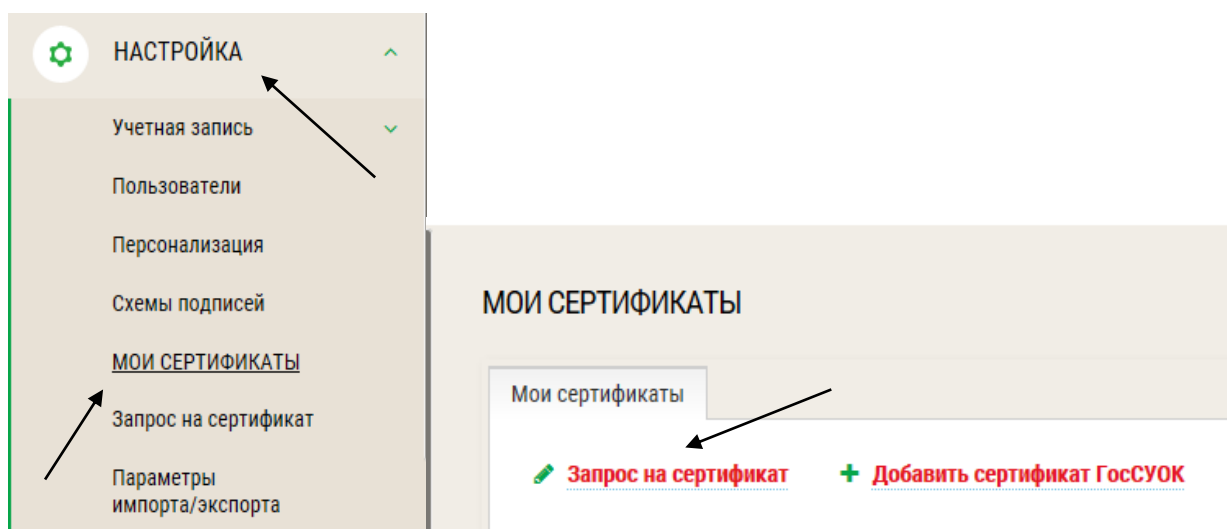 НАСТРОЙКА
Учетная запись
Пользователи
Персонализация
Схемы подписей
МОИ СЕРТИФИКАТЫ
Запрос на сертификат
Параметры
импорта/экспорта
МОИ СЕРТИФИКАТЫ
Мои сертификаты
Запрос на сертификат
Добавить сертификат ГосСУОК